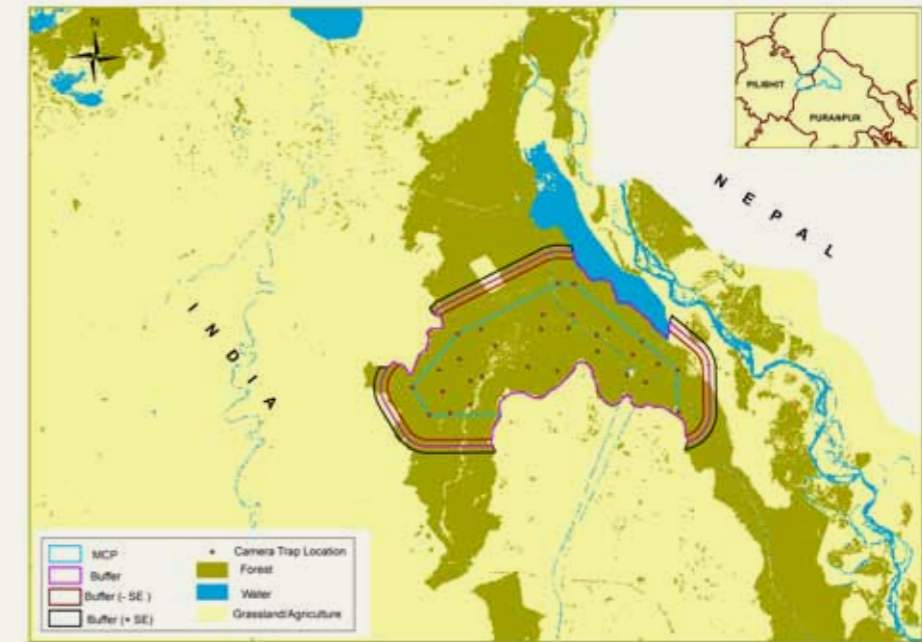 N
PILIBHIT
PURANPUR
NEPAL
INDIA
MCP
Buffer
Buffer (- SE )
Buffer (+ SE)
Camera Trap Location
Forest
Water
Grassland/Agriculture